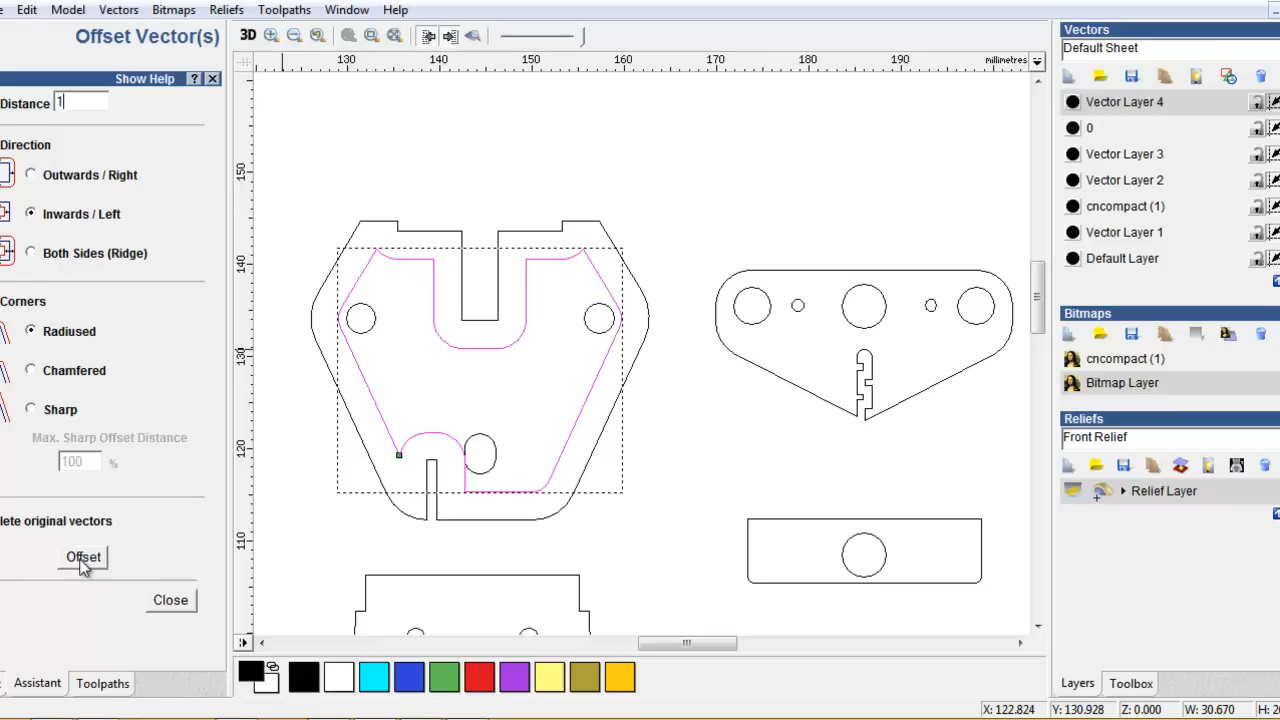 e Edit Model Vectors Bitmaps Reliefs Toolpaths Window Help
Offset Vector(s)
Show Help ?
Distance 1
Direction
Outwards / Right
Inwards / Left
Both Sides (Ridge)
Corners
Radiused
Chamfered
Sharp
Max. Sharp Offset Distance
100 %
lete original vectors
Offset
Close
Assistant Toolpaths
3D
130 140 150 160 170 180 190 millimetres
150
140
130
120
110
Vectors
Default Sheet
Vector Layer 4
0
Vector Layer 3
Vector Layer 2
cncompact (1)
Vector Layer 1
Default Layer
Bitmaps
cncompact (1)
Bitmap Layer
Reliefs
Front Relief
Relief Layer
Layers Toolbox
X: 122.824 Y: 130.928 Z: 0.000 W: 30.670 H: 2